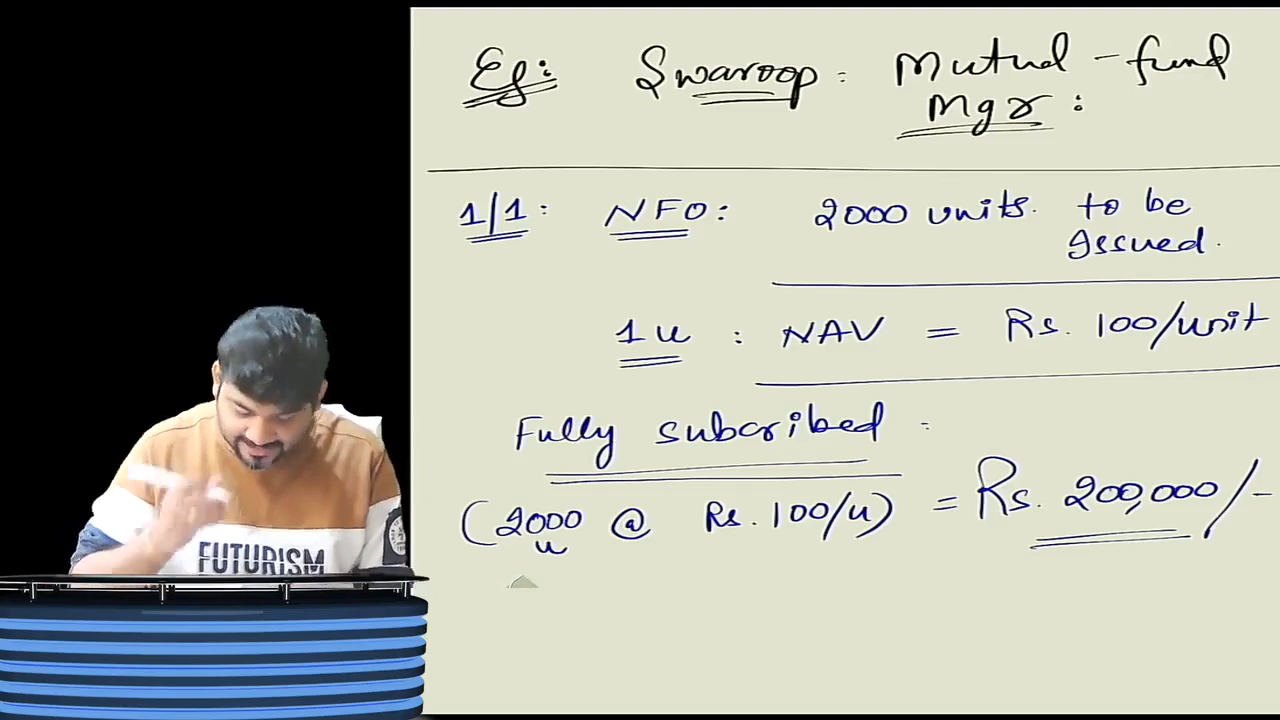 Eg: Swaroop: Mutual-fund
Mgr:
1/1: NFO: 2000 units. to be
issued.
1u : NAV = Rs. 100/unit
Fully subcribed :
(2000 @ Rs. 100/u) = Rs. 200,000/-
u
FUTURISM